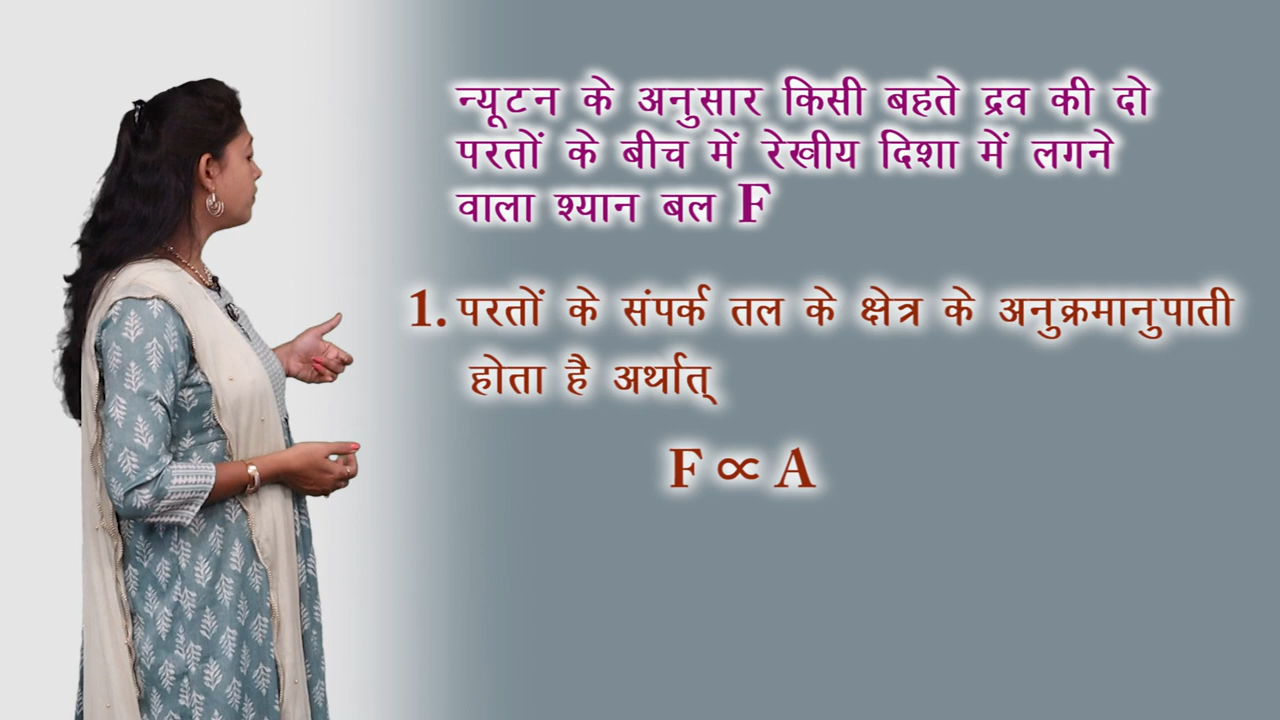 न्यूटन के अनुसार किसी बहते द्रव की दो
परतों के बीच में रेखीय दिशा में लगने
वाला श्यान बल F
1. परतों के संपर्क तल के क्षेत्र के अनुक्रमानुपाती
होता है अर्थात्
F ∝ A